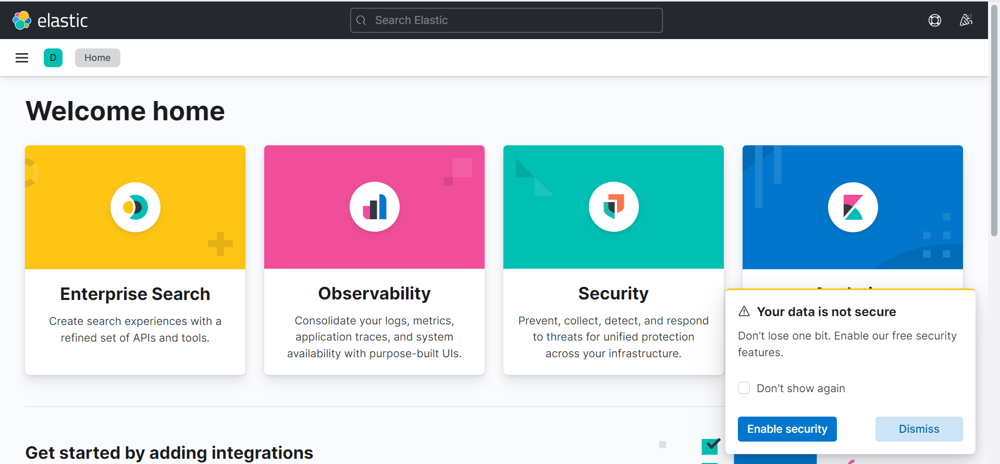 elastic
Search Elastic
D
Home
Welcome home
Enterprise Search
Create search experiences with a
refined set of APIs and tools.
Observability
Consolidate your logs, metrics,
application traces, and system
availability with purpose-built UIs.
Security
Prevent, collect, detect, and respond
to threats for unified protection
across your infrastructure.
Your data is not secure
Don’t lose one bit. Enable our free security
features.
Don't show again
Enable security
Dismiss
Get started by adding integrations